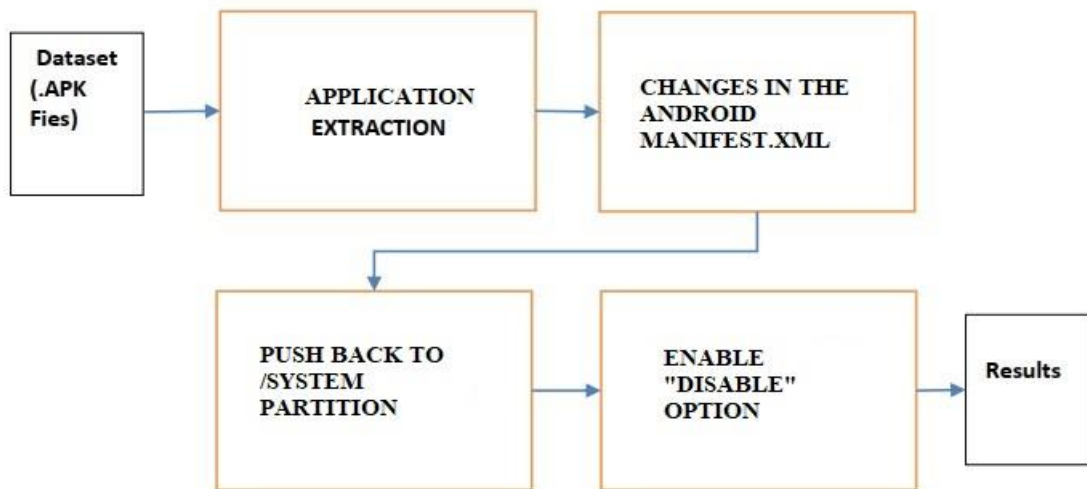 Dataset
(.APK
Fies)
APPLICATION
EXTRACTION
CHANGES IN THE
ANDROID
MANIFEST.XML
PUSH BACK TO
/SYSTEM
PARTITION
ENABLE
"DISABLE"
OPTION
Results